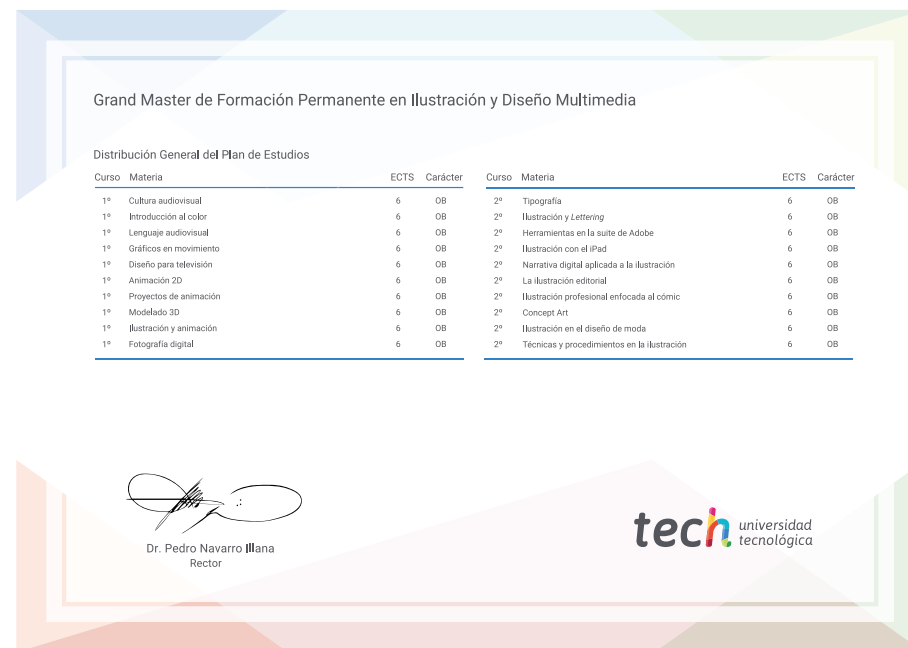 Grand Master de Formación Permanente en Ilustración y Diseño Multimedia
Distribución General del Plan de Estudios
Curso Materia ECTS Carácter
1º Cultura audiovisual 6 OB
1º Introducción al color 6 OB
1º Lenguaje audiovisual 6 OB
1º Gráficos en movimiento 6 OB
1º Diseño para televisión 6 OB
1º Animación 2D 6 OB
1º Proyectos de animación 6 OB
1º Modelado 3D 6 OB
1º Ilustración y animación 6 OB
1º Fotografía digital 6 OB
Curso Materia ECTS Carácter
2º Tipografía 6 OB
2º Ilustración y Lettering 6 OB
2º Herramientas en la suite de Adobe 6 OB
2º Ilustración con el iPad 6 OB
2º Narrativa digital aplicada a la ilustración 6 OB
2º La ilustración editorial 6 OB
2º Ilustración profesional enfocada al cómic 6 OB
2º Concept Art 6 OB
2º Ilustración en el diseño de moda 6 OB
2º Técnicas y procedimientos en la ilustración 6 OB
Dr. Pedro Navarro Illana
Rector
tech universidad
tecnológica